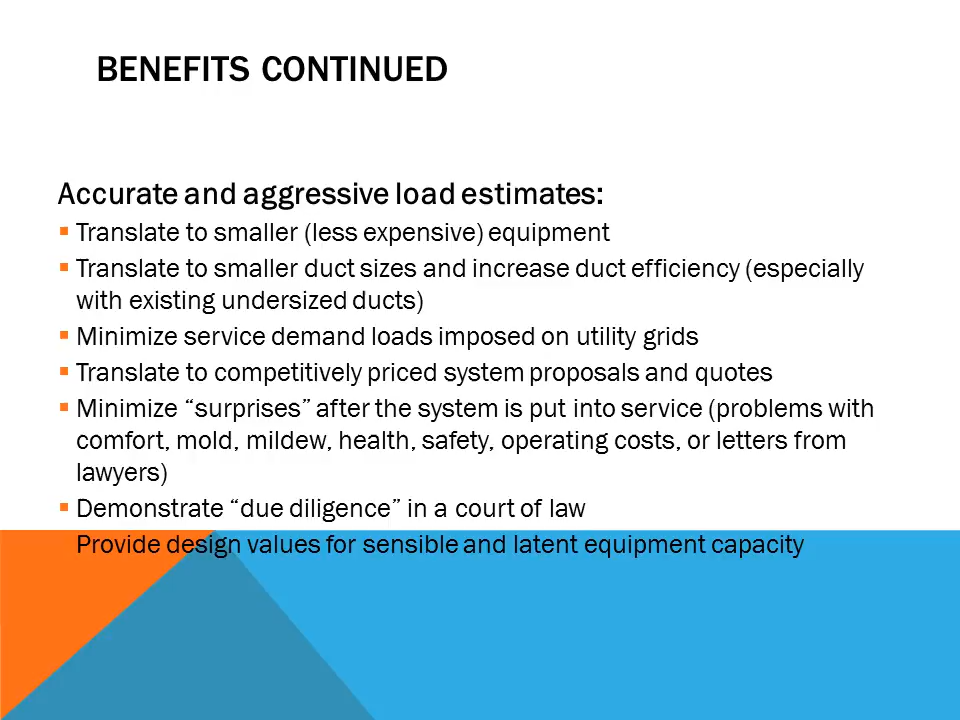 BENEFITS CONTINUED
Accurate and aggressive load estimates:
▪ Translate to smaller (less expensive) equipment
▪ Translate to smaller duct sizes and increase duct efficiency (especially
with existing undersized ducts)
▪ Minimize service demand loads imposed on utility grids
▪ Translate to competitively priced system proposals and quotes
▪ Minimize “surprises” after the system is put into service (problems with
comfort, mold, mildew, health, safety, operating costs, or letters from
lawyers)
▪ Demonstrate “due diligence” in a court of law
Provide design values for sensible and latent equipment capacity